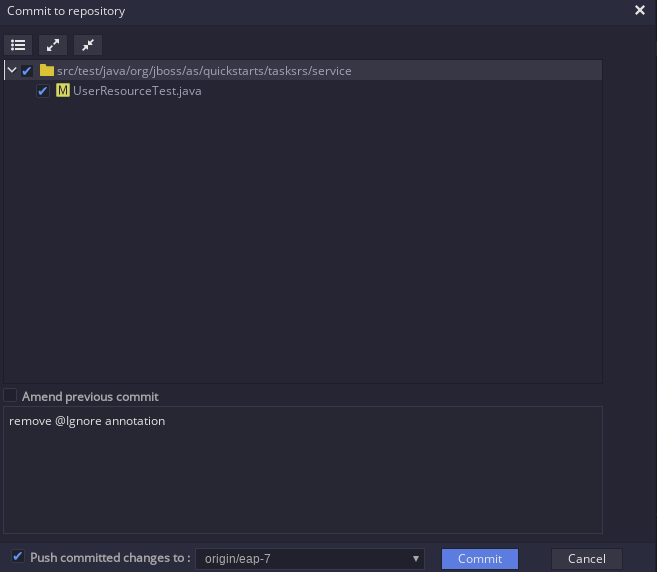 Commit to repository
src/test/java/org/jboss/as/quickstarts/tasksrs/service
M UserResourceTest.java
Amend previous commit
remove @Ignore annotation
Push committed changes to : origin/eap-7 Commit Cancel